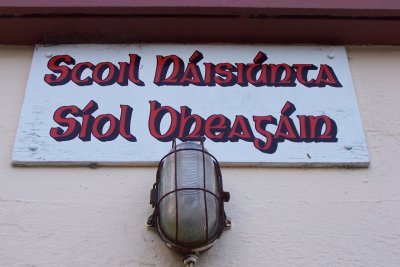 Scoil Náisiúnta
Síol Dheagáin